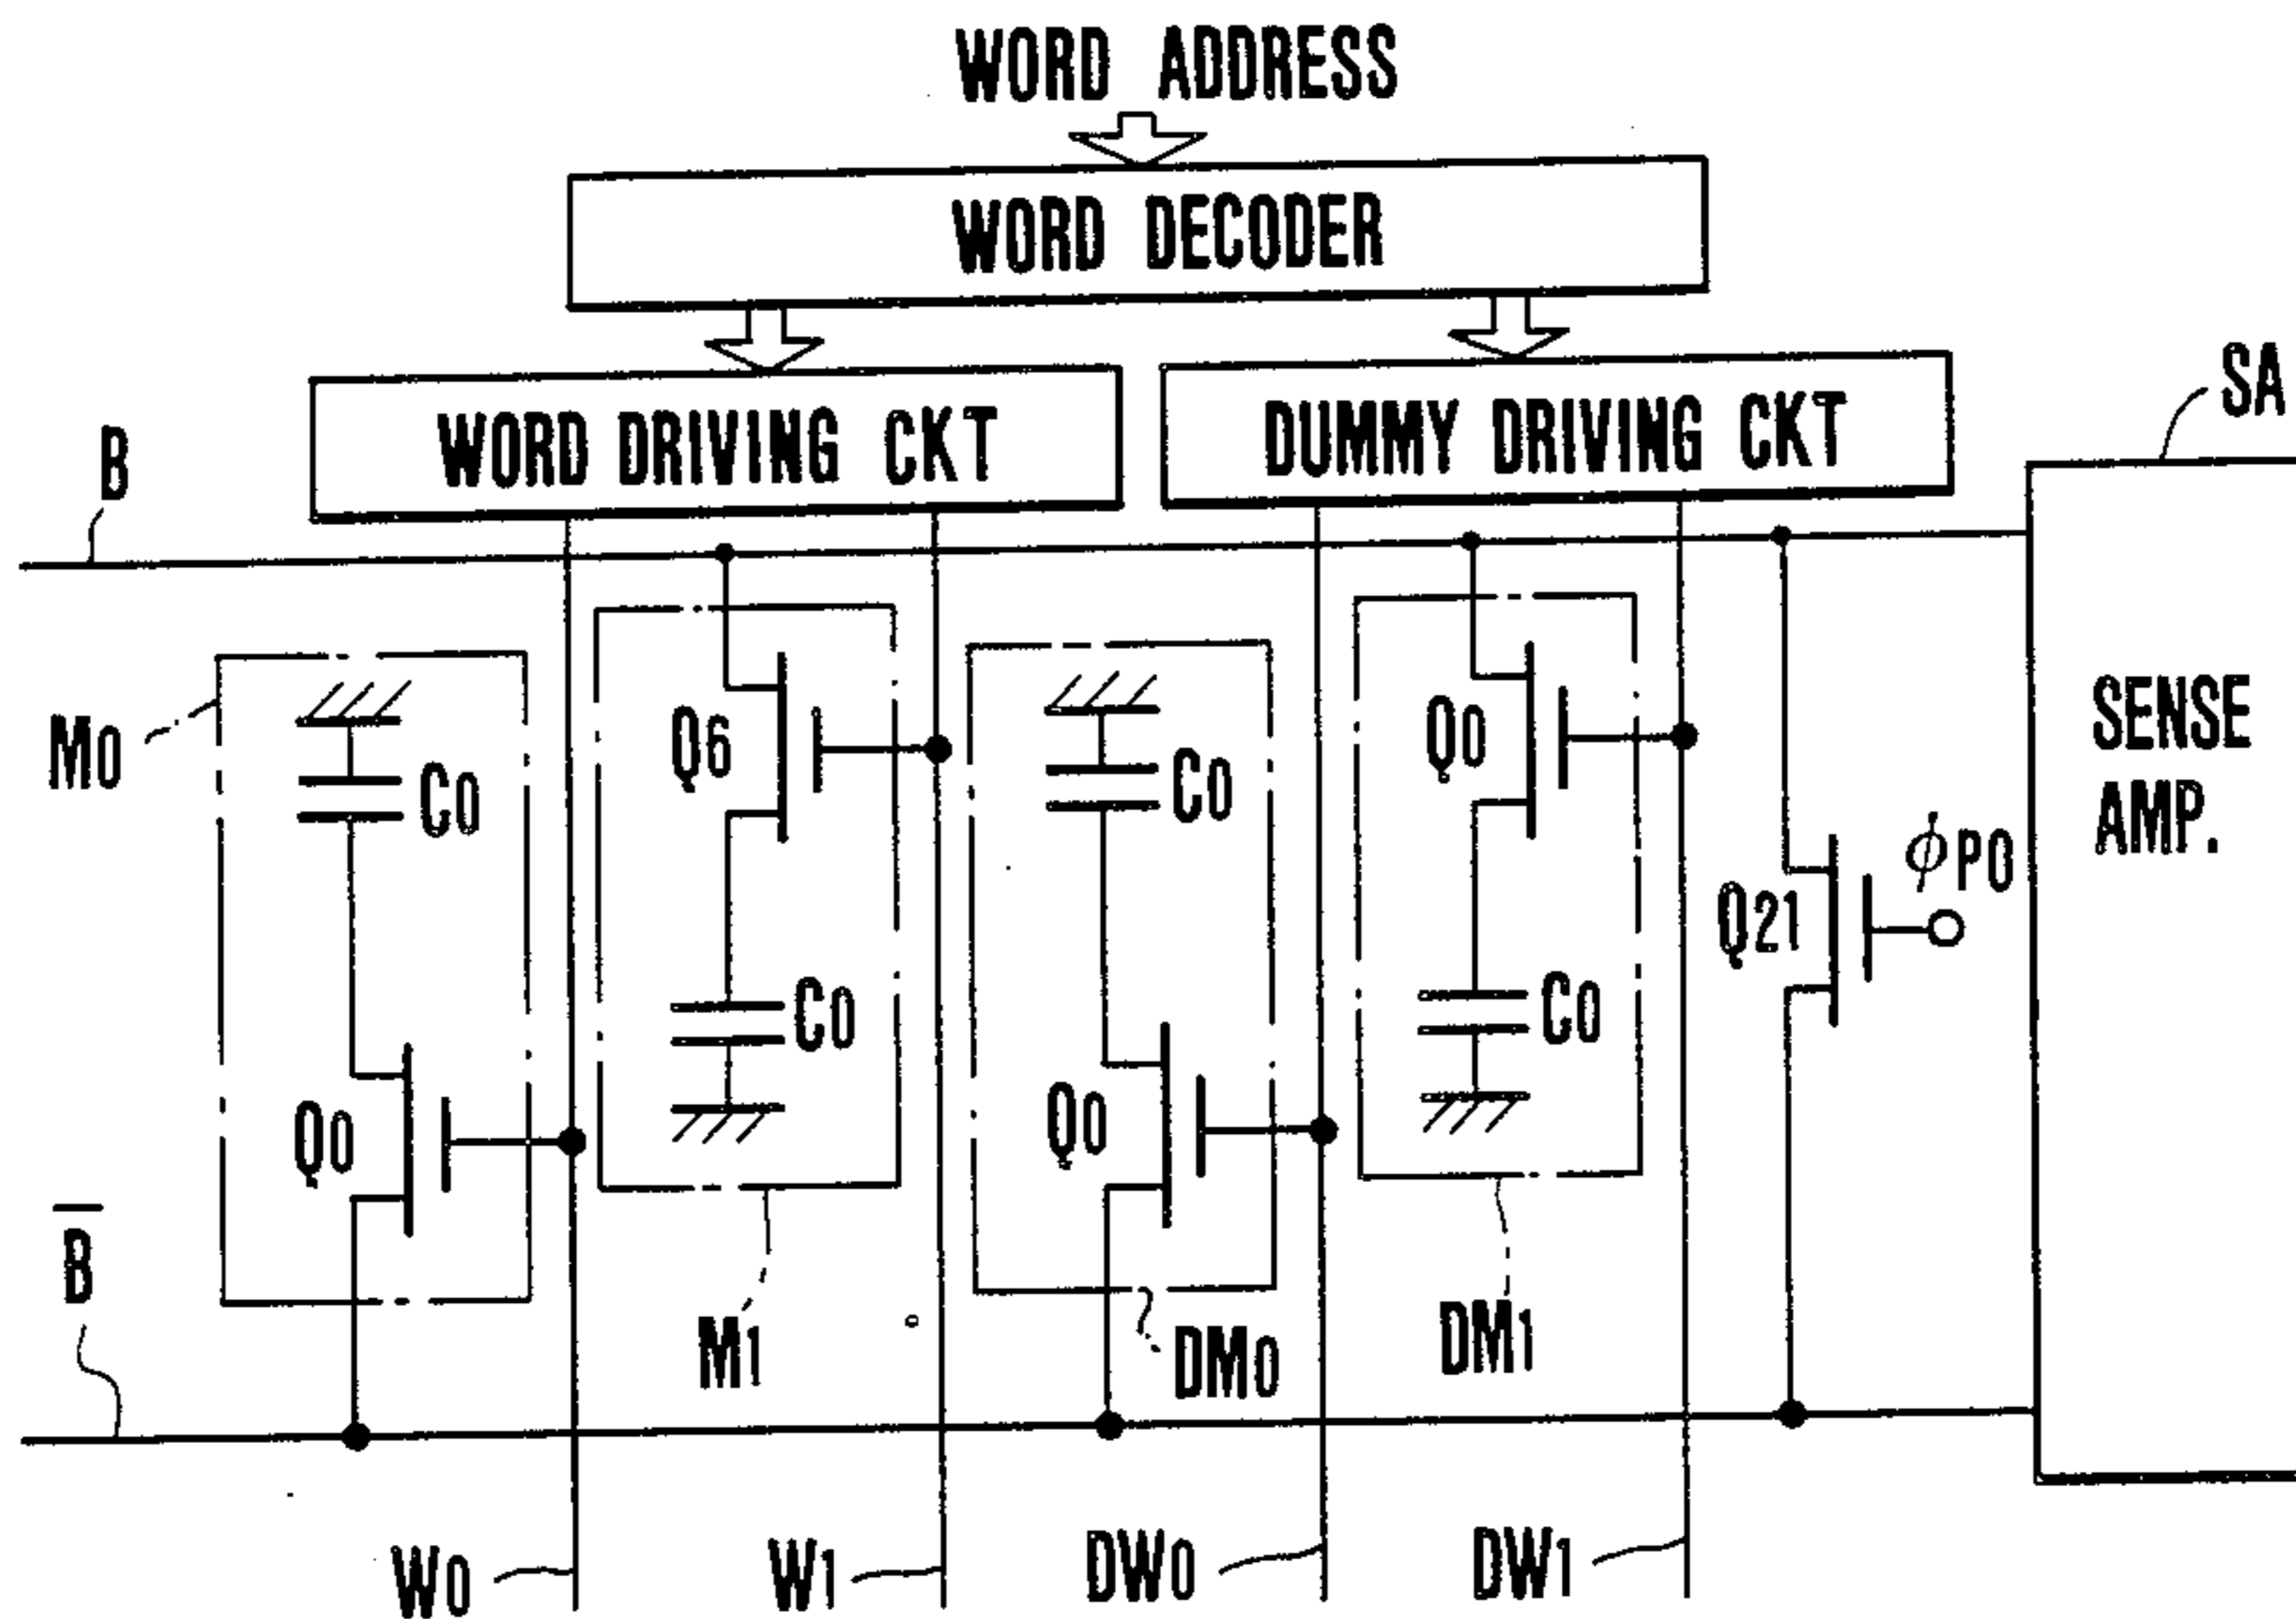 WORD ADDRESS
WORD DECODER
WORD DRIVING CKT
DUMMY DRIVING CKT
SA
B
SENSE
AMP.
M0
C0
Q6
C0
Q0
Q21
ϕP0
C0
C0
Q0
Q0
B̅
M1
DM0
DM1
W0
W1
DW0
DW1